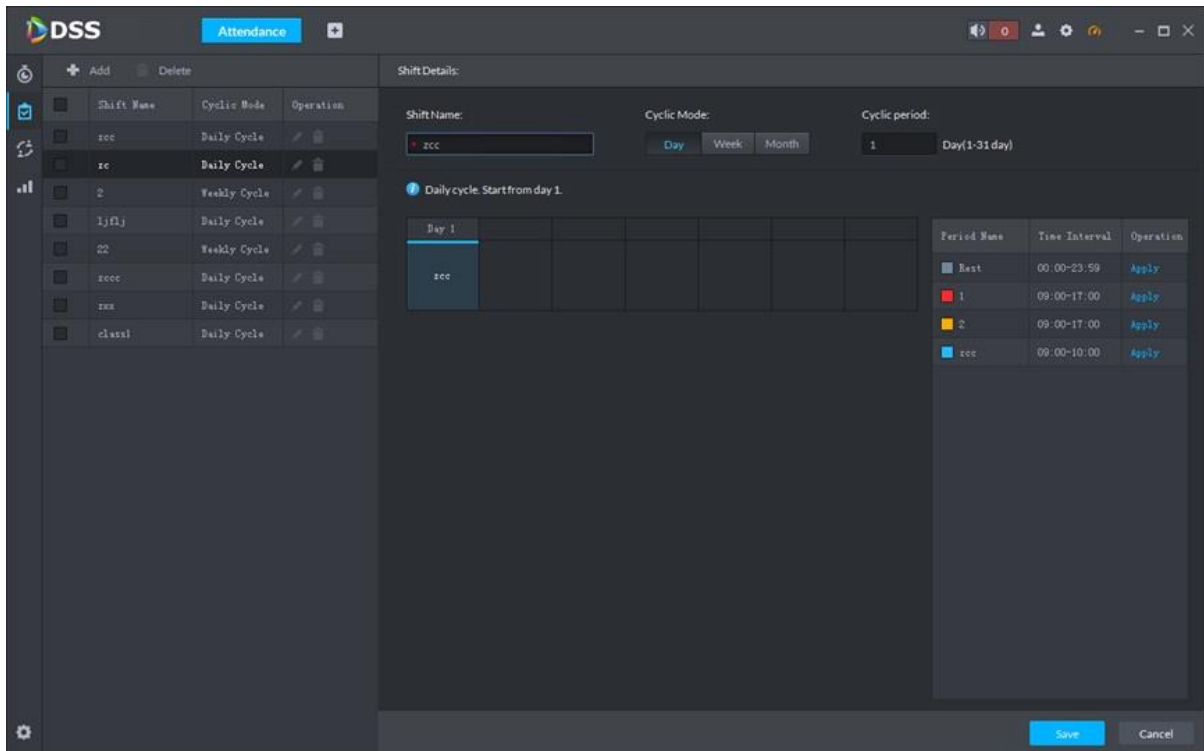 DSS
Attendance
0
Add Delete
Shift Details:
Shift Name Cyclic Mode Operation
zcc Daily Cycle
zc Daily Cycle
2 Weekly Cycle
ljflj Daily Cycle
22 Weekly Cycle
zccc Daily Cycle
zxx Daily Cycle
class1 Daily Cycle
Shift Name: Cyclic Mode: Cyclic period:
* zcc Day Week Month 1 Day(1-31 day)
Daily cycle. Start from day 1.
Day 1
zcc
Period Name Time Interval Operation
Rest 00:00-23:59 Apply
1 09:00-17:00 Apply
2 09:00-17:00 Apply
zcc 09:00-10:00 Apply
Save Cancel